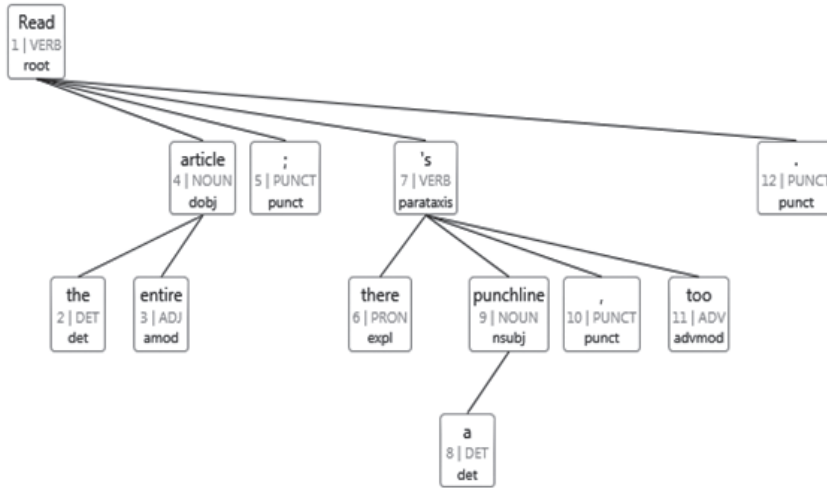 Read
1 | VERB
root
article
4 | NOUN
dobj
;
5 | PUNCT
punct
's
7 | VERB
parataxis
.
12 | PUNCT
punct
the
2 | DET
det
entire
3 | ADJ
amod
there
6 | PRON
expl
punchline
9 | NOUN
nsubj
,
10 | PUNCT
punct
too
11 | ADV
advmod
a
8 | DET
det